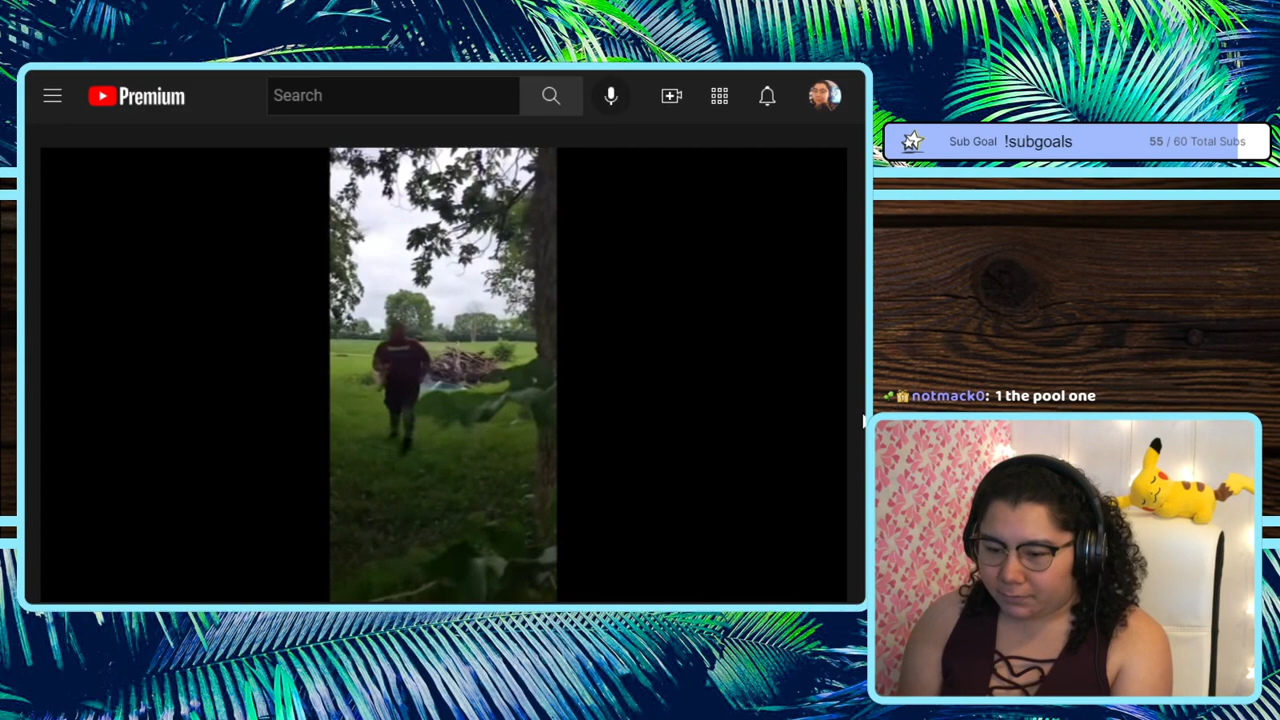 Premium
Search
Sub Goal !subgoals 55 / 60 Total Subs
notmack0: 1 the pool one